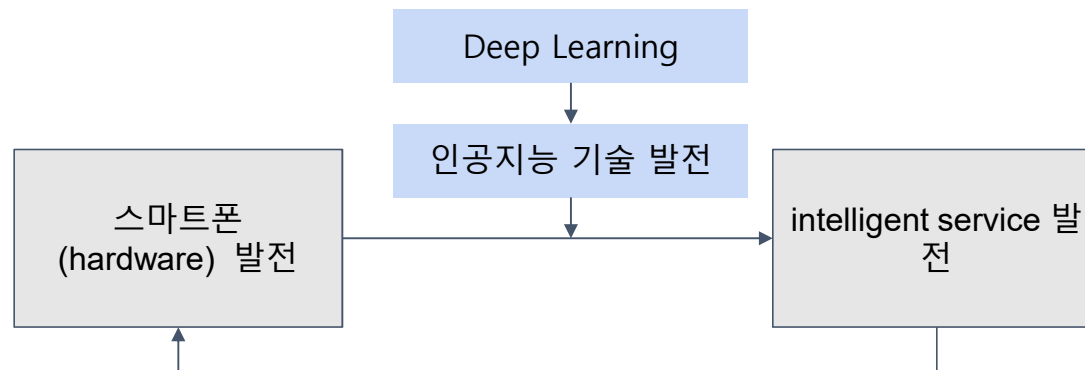 Deep Learning
인공지능 기술 발전
스마트폰
(hardware) 발전
intelligent service 발
전